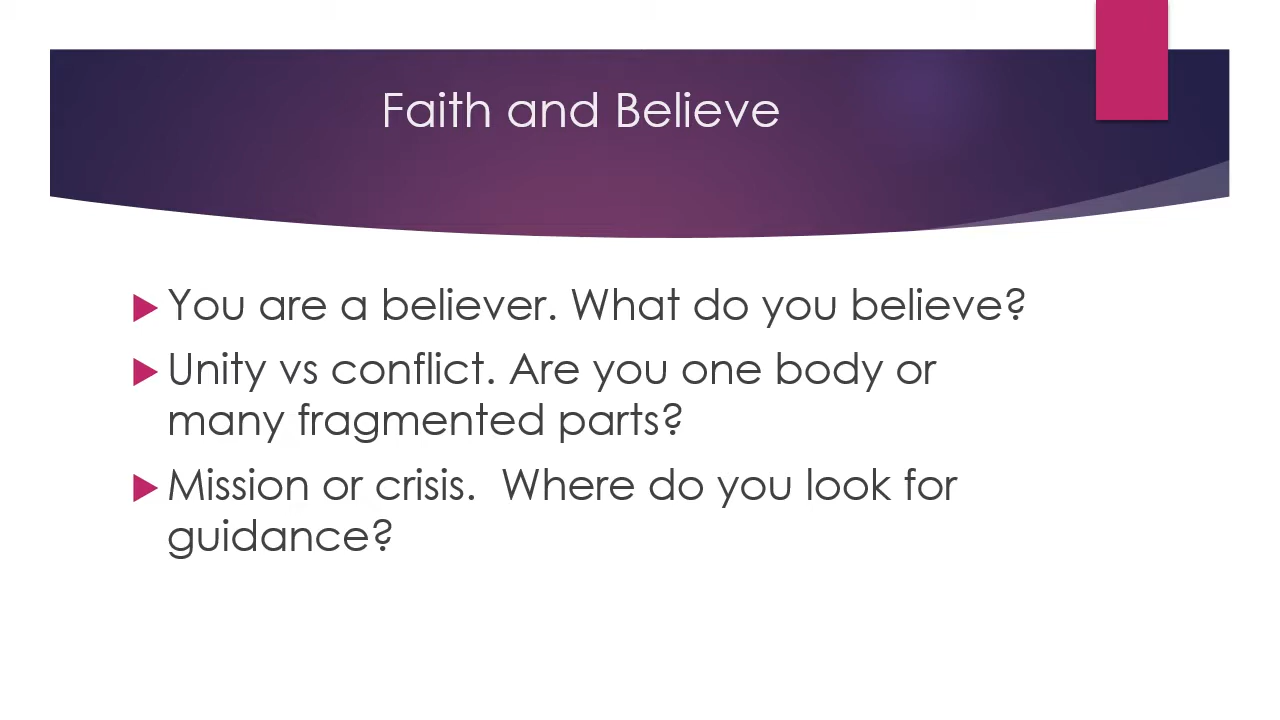 Faith and Believe
You are a believer. What do you believe?
Unity vs conflict. Are you one body or
many fragmented parts?
Mission or crisis.  Where do you look for
guidance?